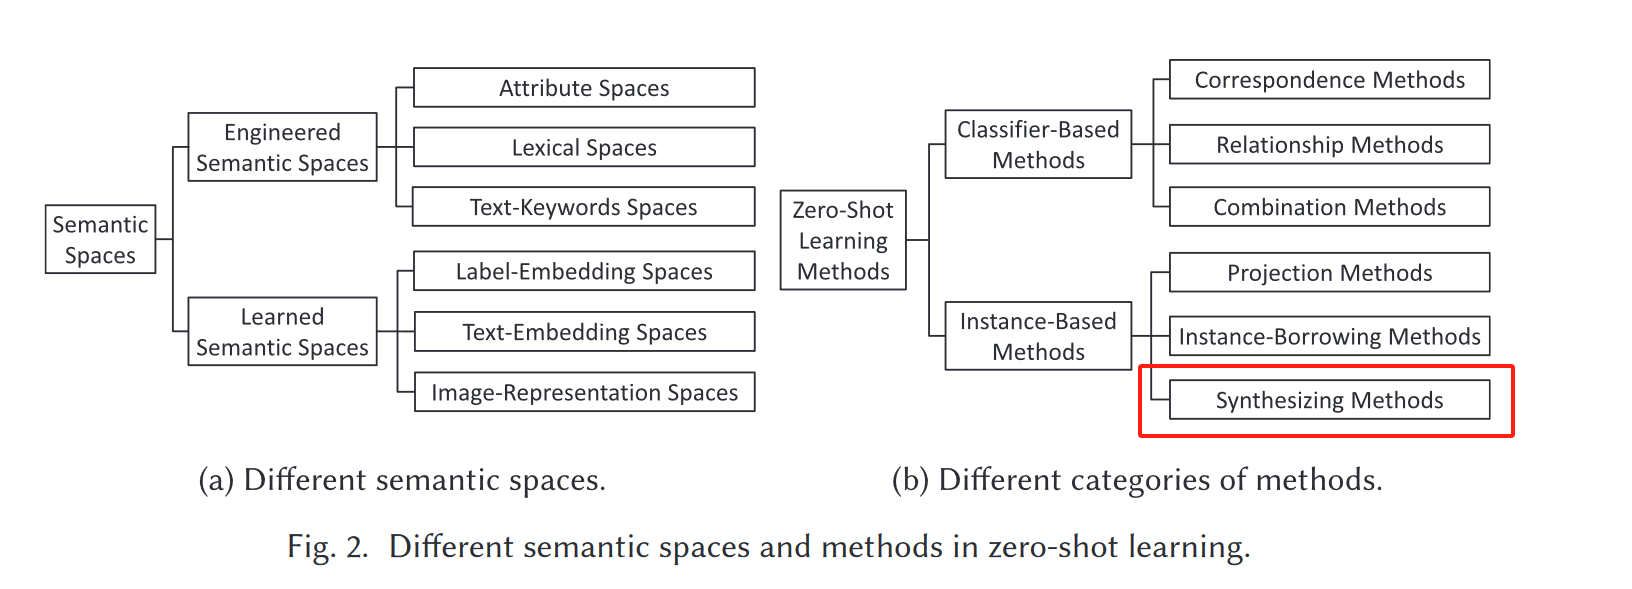 Semantic
Spaces
Engineered
Semantic Spaces
Attribute Spaces
Lexical Spaces
Text-Keywords Spaces
Learned
Semantic Spaces
Label-Embedding Spaces
Text-Embedding Spaces
Image-Representation Spaces
(a) Different semantic spaces.
Zero-Shot
Learning
Methods
Classifier-Based
Methods
Correspondence Methods
Relationship Methods
Combination Methods
Instance-Based
Methods
Projection Methods
Instance-Borrowing Methods
Synthesizing Methods
(b) Different categories of methods.
Fig. 2. Different semantic spaces and methods in zero-shot learning.